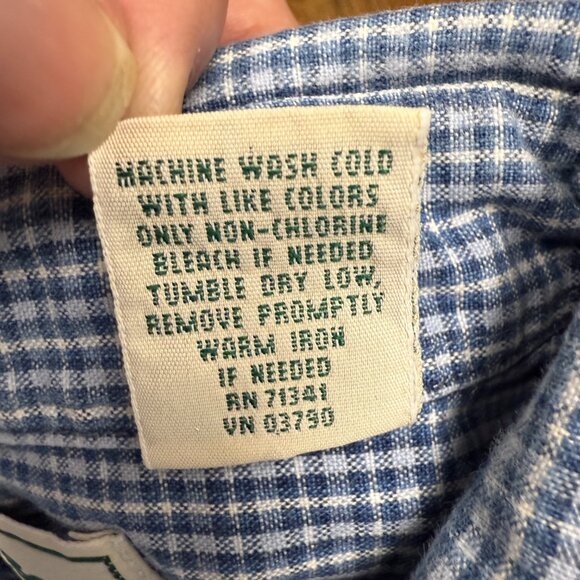 MACHINE WASH COLD
WITH LIKE COLORS
ONLY NON-CHLORINE
BLEACH IF NEEDED
TUMBLE DRY LOW,
REMOVE PROMPTLY
WARM IRON
IF NEEDED
RN 71341
VN 03790